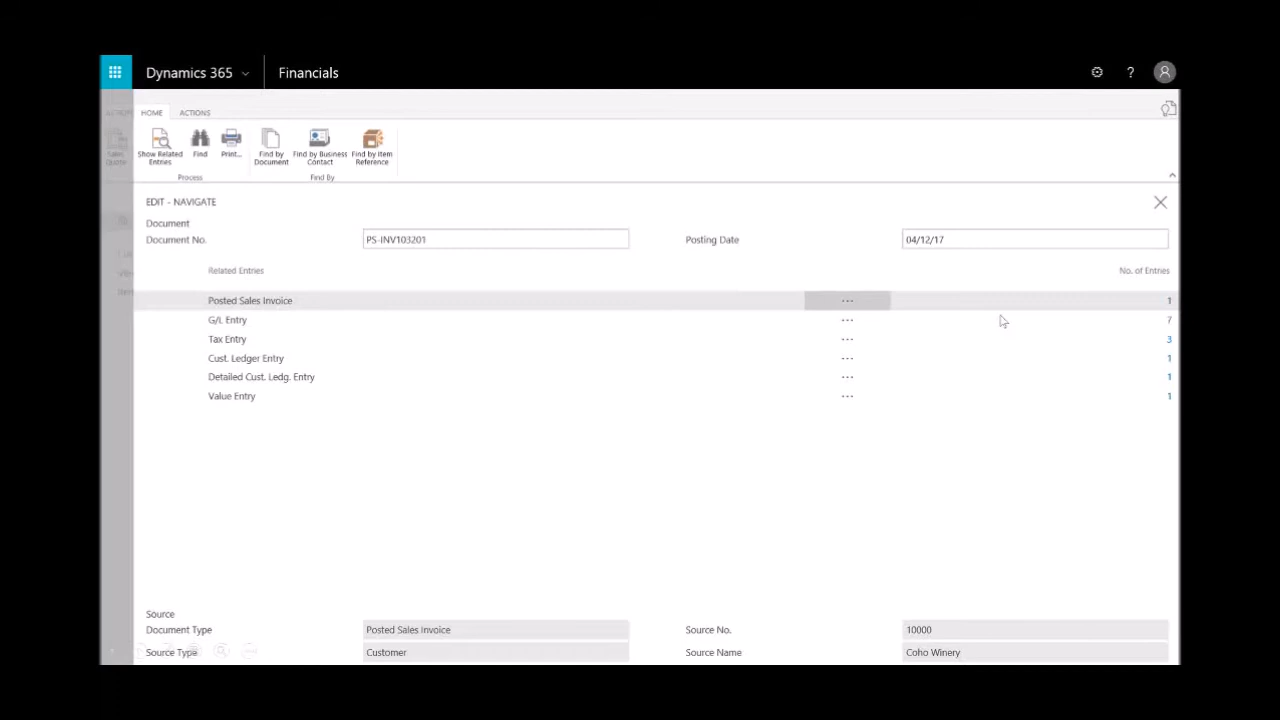 Dynamics 365 Financials ?
HOME ACTIONS
Show Related Entries Find Print... Find by Document Find by Business Contact Find by Item Reference
Process Find By
EDIT - NAVIGATE
Document
Document No. PS-INV103201 Posting Date 04/12/17
Related Entries No. of Entries
Posted Sales Invoice ... 1
G/L Entry ... 7
Tax Entry ... 3
Cust. Ledger Entry ... 1
Detailed Cust. Ledg. Entry ... 1
Value Entry ... 1
Source
Document Type Posted Sales Invoice Source No. 10000
Source Type Customer Source Name Coho Winery